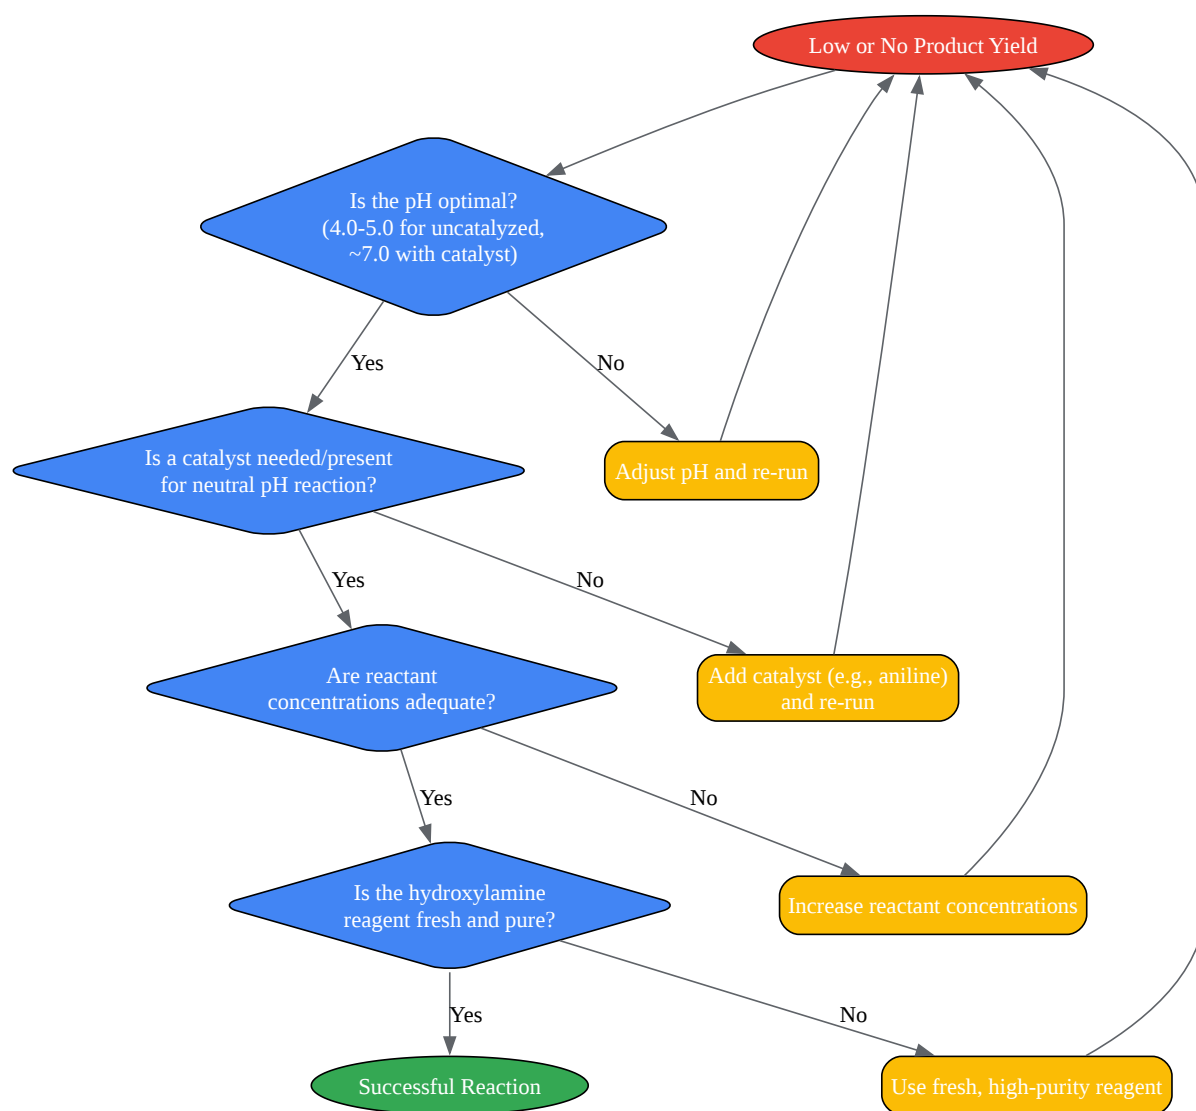 Low or No Product Yield
Is the pH optimal?
(4.0-5.0 for uncatalyzed,
~7.0 with catalyst)
Yes
No
Is a catalyst needed/present
for neutral pH reaction?
Adjust pH and re-run
Yes
No
Are reactant
concentrations adequate?
Add catalyst (e.g., aniline)
and re-run
Yes
No
Is the hydroxylamine
reagent fresh and pure?
Increase reactant concentrations
Yes
No
Successful Reaction
Use fresh, high-purity reagent